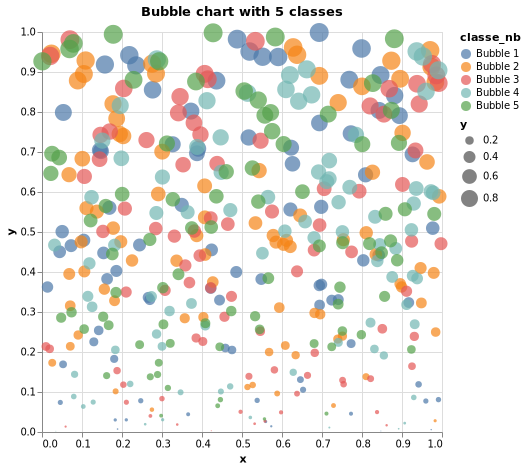 Bubble chart with 5 classes
classe_nb
Bubble 1
Bubble 2
Bubble 3
Bubble 4
Bubble 5
y
0.2
0.4
0.6
0.8
y
1.0
0.9
0.8
0.7
0.6
0.5
0.4
0.3
0.2
0.1
0.0
0.0 0.1 0.2 0.3 0.4 0.5 0.6 0.7 0.8 0.9 1.0
x